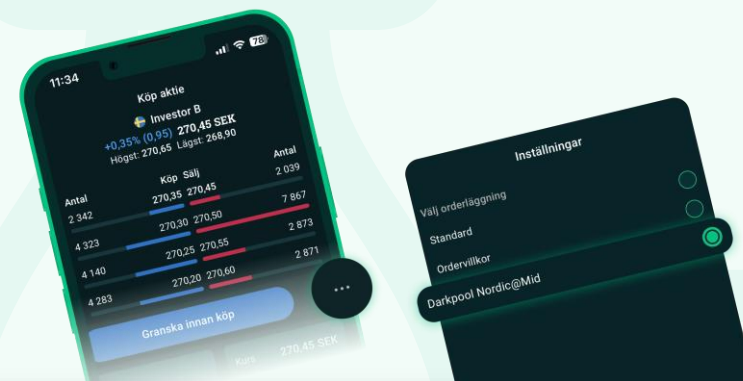 11:34
78
Köp aktie
Investor B
+0,35% (0,95) 270,45 SEK
Högst: 270,65 Lägst: 268,90
Antal Köp Sälj Antal
2 342 270,35 270,45 2 039
4 323 270,30 270,50 7 867
4 140 270,25 270,55 2 873
4 283 270,20 270,60 2 871
Granska innan köp
...
Kurs 270,45 SEK
Inställningar
Välj orderläggning
Standard
Ordervillkor
Darkpool Nordic@Mid